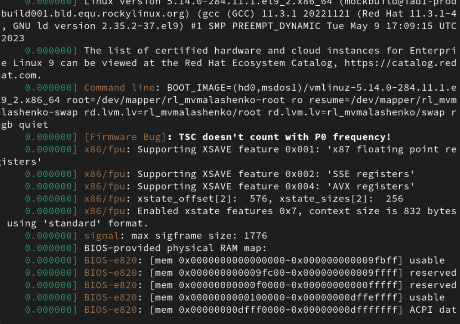 [    0.000000] Linux version 5.14.0-284.11.1.el9_2.x86_64 (mockbuild@iad1-prod
build001.bld.equ.rockylinux.org) (gcc (GCC) 11.3.1 20221121 (Red Hat 11.3.1-4
, GNU ld version 2.35.2-37.el9) #1 SMP PREEMPT_DYNAMIC Tue May 9 17:09:15 UTC
2023
[    0.000000] The list of certified hardware and cloud instances for Enterpri
e Linux 9 can be viewed at the Red Hat Ecosystem Catalog, https://catalog.red
at.com.
[    0.000000] Command line: BOOT_IMAGE=(hd0,msdos1)/vmlinuz-5.14.0-284.11.1.e
9_2.x86_64 root=/dev/mapper/rl_mvmalashenko-root ro resume=/dev/mapper/rl_mvm
alashenko-swap rd.lvm.lv=rl_mvmalashenko/root rd.lvm.lv=rl_mvmalashenko/swap r
gb quiet
[    0.000000] [Firmware Bug]: TSC doesn't count with P0 frequency!
[    0.000000] x86/fpu: Supporting XSAVE feature 0x001: 'x87 floating point re
gisters'
[    0.000000] x86/fpu: Supporting XSAVE feature 0x002: 'SSE registers'
[    0.000000] x86/fpu: Supporting XSAVE feature 0x004: 'AVX registers'
[    0.000000] x86/fpu: xstate_offset[2]:  576, xstate_sizes[2]:  256
[    0.000000] x86/fpu: Enabled xstate features 0x7, context size is 832 bytes
using 'standard' format.
[    0.000000] signal: max sigframe size: 1776
[    0.000000] BIOS-provided physical RAM map:
[    0.000000] BIOS-e820: [mem 0x0000000000000000-0x000000000009fbff] usable
[    0.000000] BIOS-e820: [mem 0x000000000009fc00-0x000000000009ffff] reserved
[    0.000000] BIOS-e820: [mem 0x00000000000f0000-0x00000000000fffff] reserved
[    0.000000] BIOS-e820: [mem 0x0000000000100000-0x00000000dffeffff] usable
[    0.000000] BIOS-e820: [mem 0x00000000dfff0000-0x00000000dfffffff] ACPI dat